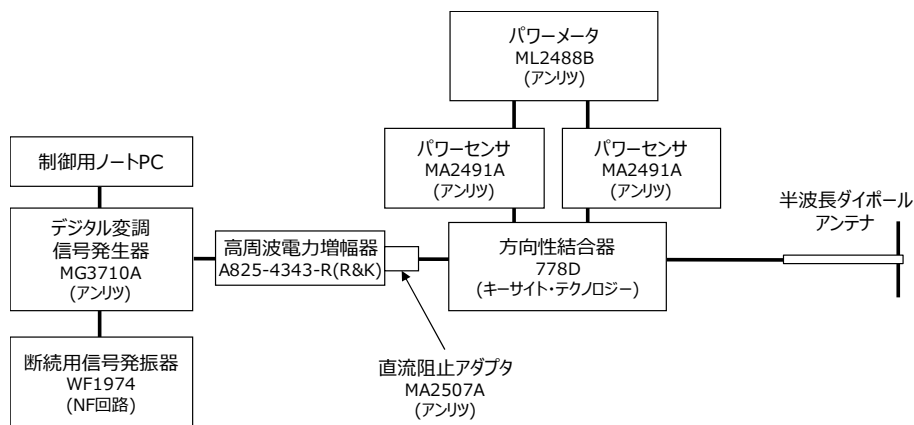 パワーメータ
ML2488B
(アンリツ)
パワーセンサ
MA2491A
(アンリツ)
パワーセンサ
MA2491A
(アンリツ)
制御用ノートPC
デジタル変調
信号発生器
MG3710A
(アンリツ)
高周波電力増幅器
A825-4343-R(R&K)
方向性結合器
778D
(キーサイト・テクノロジー)
半波長ダイポール
アンテナ
断続用信号発振器
WF1974
(NF回路)
直流阻止アダプタ
MA2507A
(アンリツ)